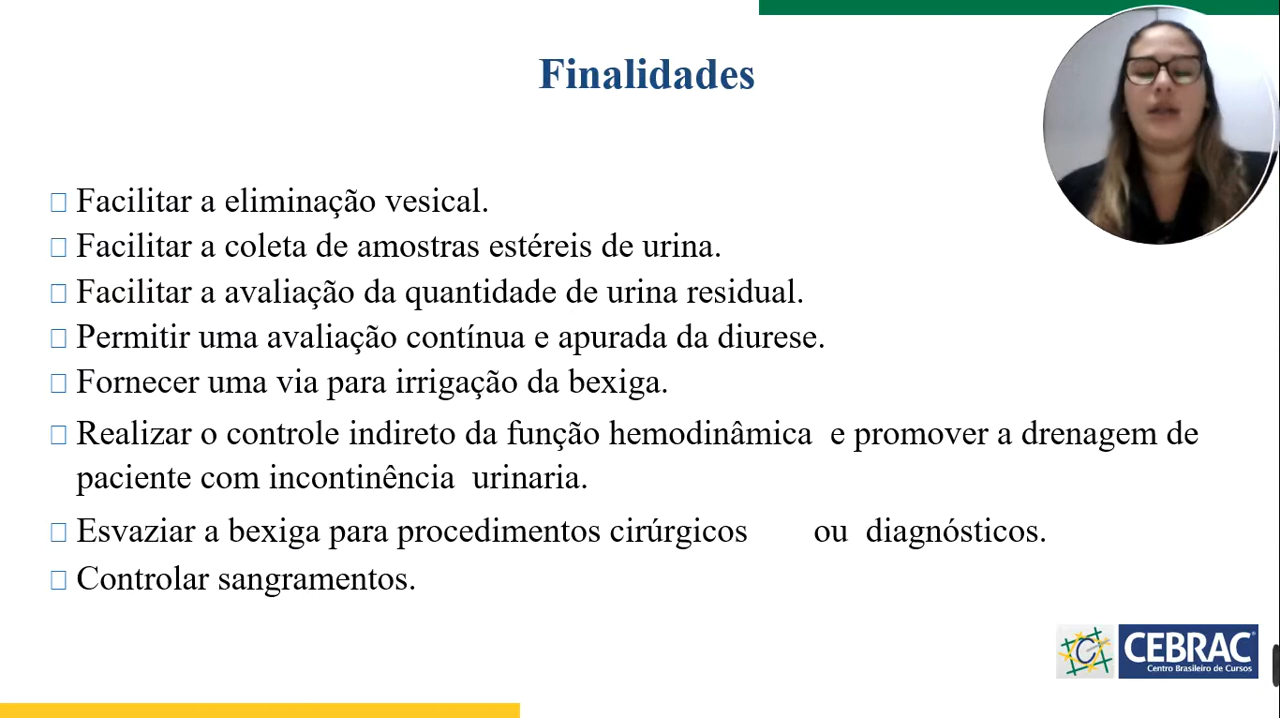 Finalidades
Facilitar a eliminação vesical.
Facilitar a coleta de amostras estéreis de urina.
Facilitar a avaliação da quantidade de urina residual.
Permitir uma avaliação contínua e apurada da diurese.
Fornecer uma via para irrigação da bexiga.
Realizar o controle indireto da função hemodinâmica e promover a drenagem de
paciente com incontinência urinaria.
Esvaziar a bexiga para procedimentos cirúrgicos ou diagnósticos.
Controlar sangramentos.
C CEBRAC®
Centro Brasileiro de Cursos